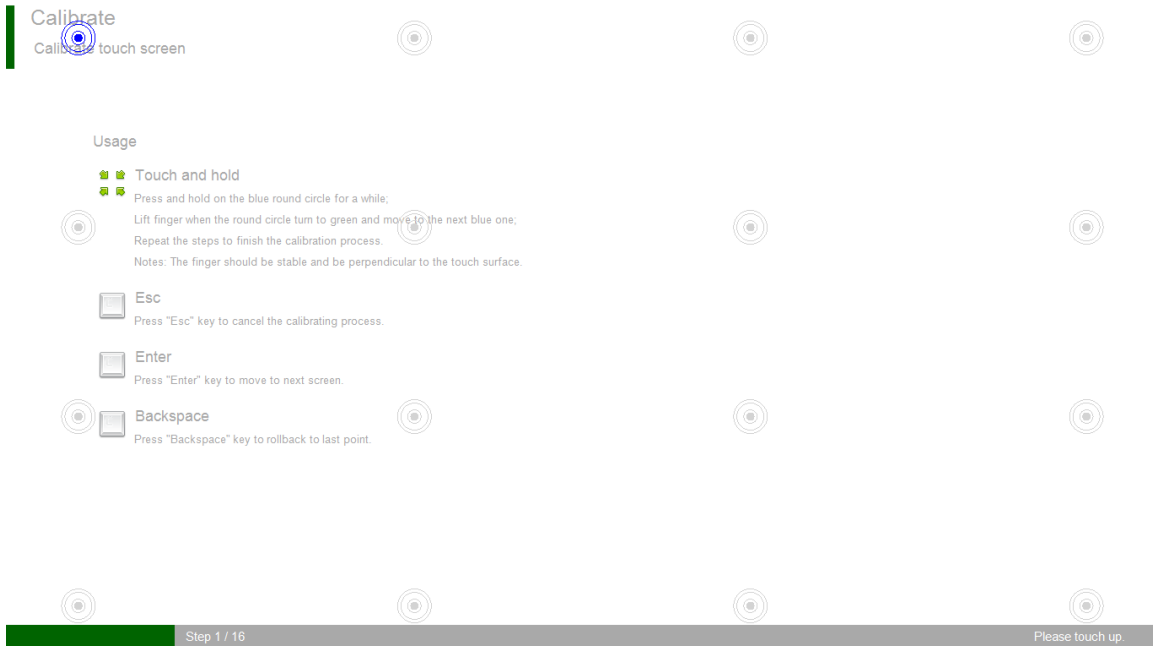 Calibrate
Calibrate touch screen
Usage
Touch and hold
Press and hold on the blue round circle for a while;
Lift finger when the round circle turn to green and move to the next blue one;
Repeat the steps to finish the calibration process.
Notes: The finger should be stable and be perpendicular to the touch surface.
Esc
Press "Esc" key to cancel the calibrating process.
Enter
Press "Enter" key to move to next screen.
Backspace
Press "Backspace" key to rollback to last point.
Step 1 / 16
Please touch up.